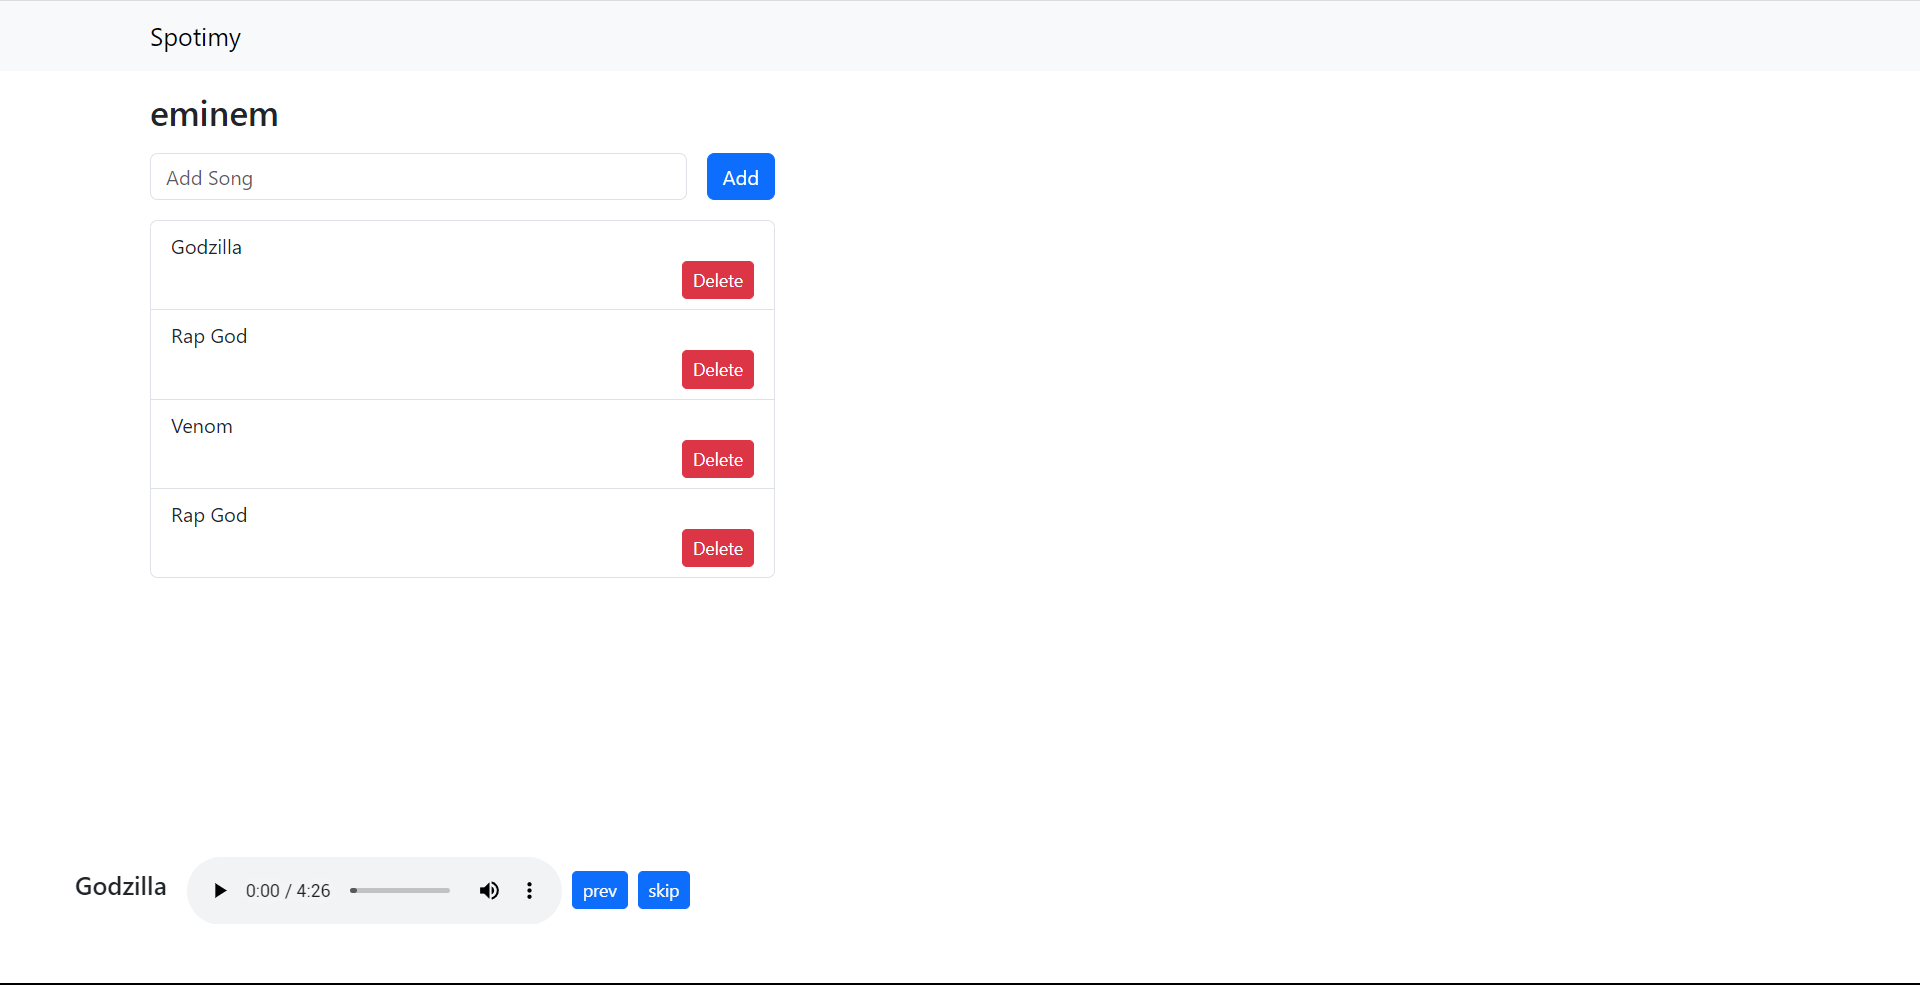 Spotimy
eminem
Add Song
Add
Godzilla
Delete
Rap God
Delete
Venom
Delete
Rap God
Delete
Godzilla
0:00 / 4:26
prev
skip